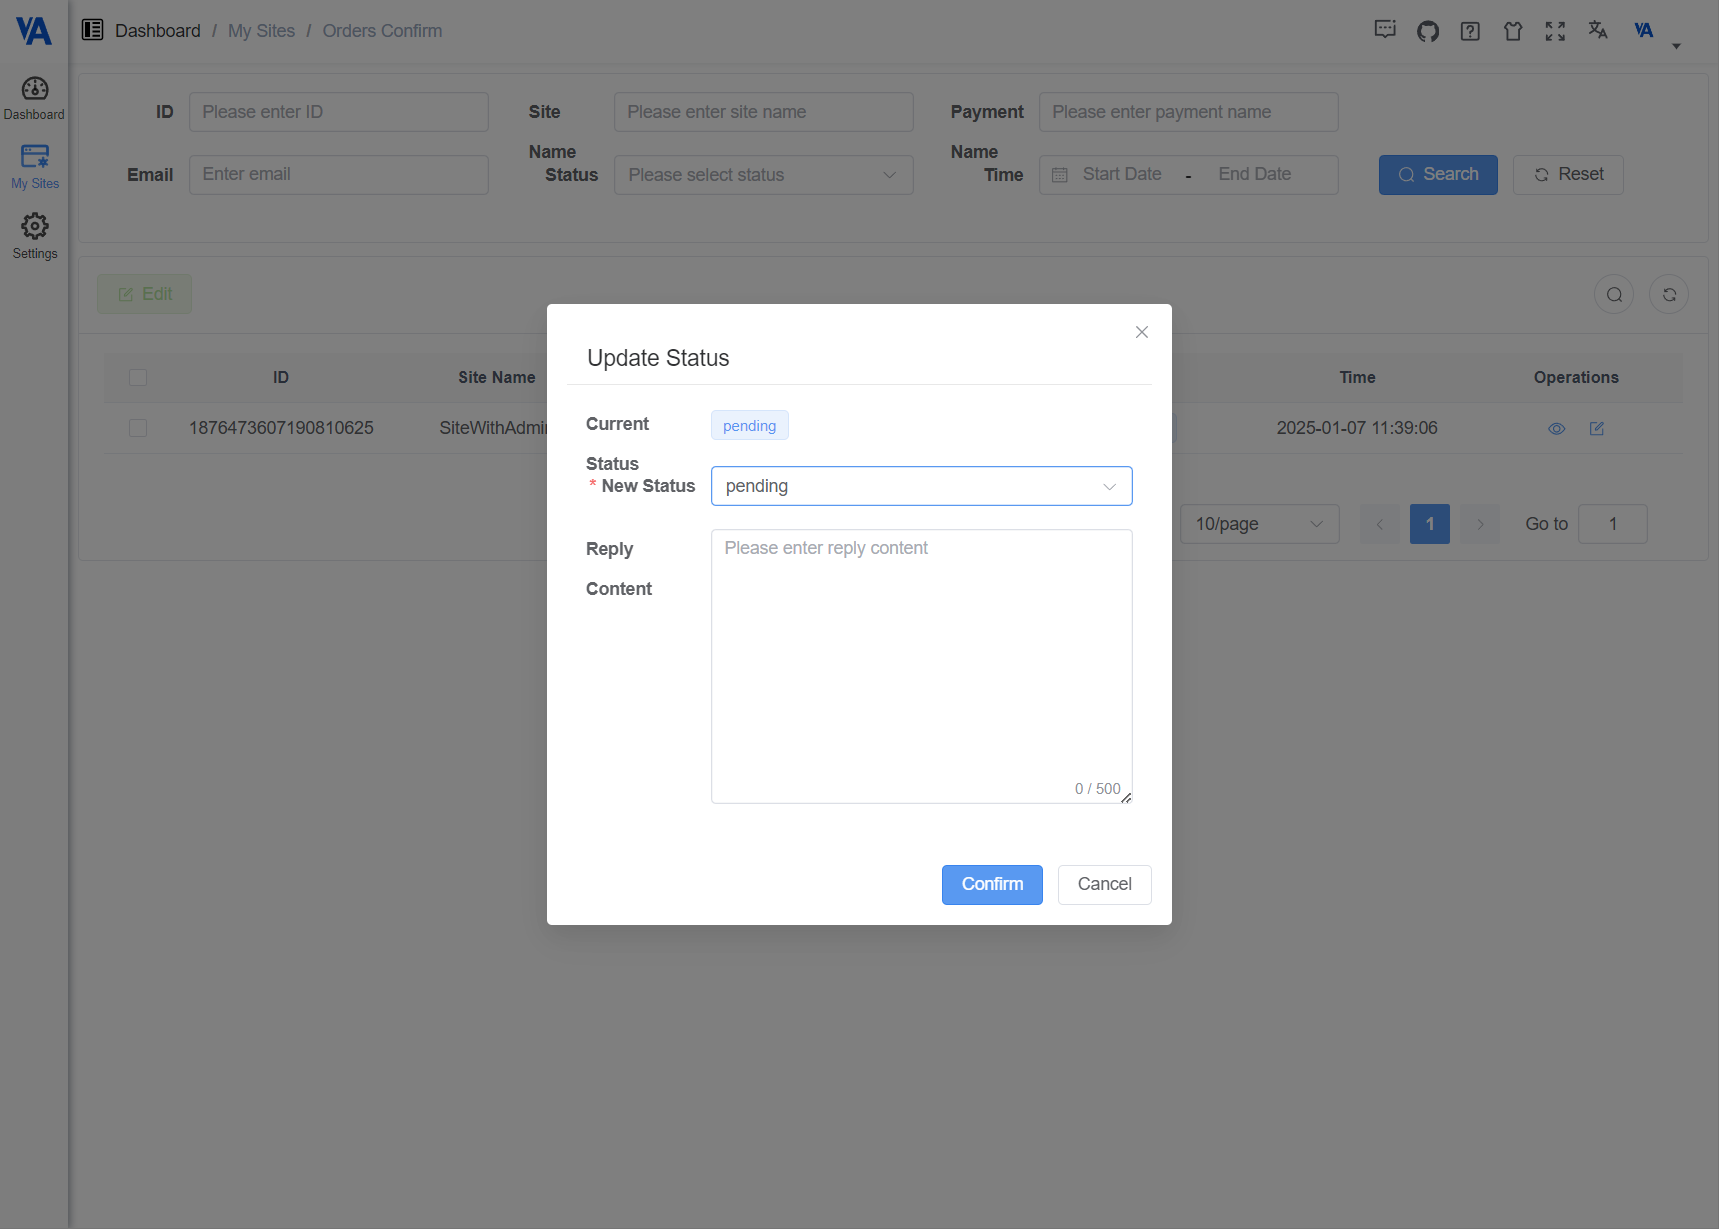 VA
Dashboard / My Sites / Orders Confirm
VA
Dashboard
My Sites
Settings
ID Please enter ID
Site Name Please enter site name
Payment Name Please enter payment name
Email Enter email
Status Please select status
Time Start Date - End Date
Search Reset
Edit
ID Site Name Time Operations
1876473607190810625 SiteWithAdmi 2025-01-07 11:39:06
10/page 1 Go to 1
Update Status
Current Status pending
* New Status pending
Reply Content Please enter reply content
0 / 500
Confirm Cancel